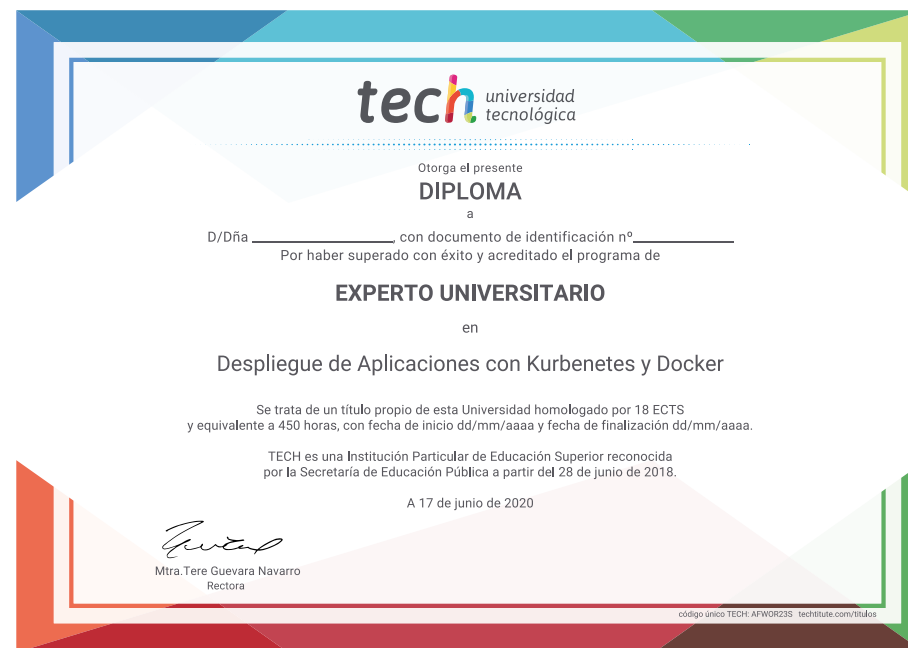 tech universidad
tecnológica
Otorga el presente
DIPLOMA
a
D/Dña ____________________, con documento de identificación nº______________
Por haber superado con éxito y acreditado el programa de
EXPERTO UNIVERSITARIO
en
Despliegue de Aplicaciones con Kurbenetes y Docker
Se trata de un título propio de esta Universidad homologado por 18 ECTS
y equivalente a 450 horas, con fecha de inicio dd/mm/aaaa y fecha de finalización dd/mm/aaaa.
TECH es una Institución Particular de Educación Superior reconocida
por la Secretaría de Educación Pública a partir del 28 de junio de 2018.
A 17 de junio de 2020
Mtra.Tere Guevara Navarro
Rectora
código único TECH: AFWOR23S techtitute.com/titulos